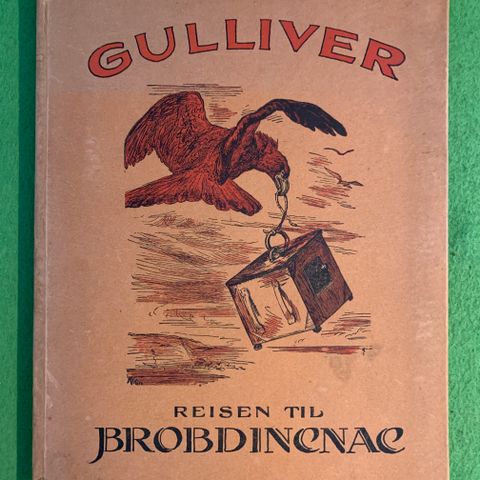 GULLIVER
REISEN TIL
BROBDINGNAG